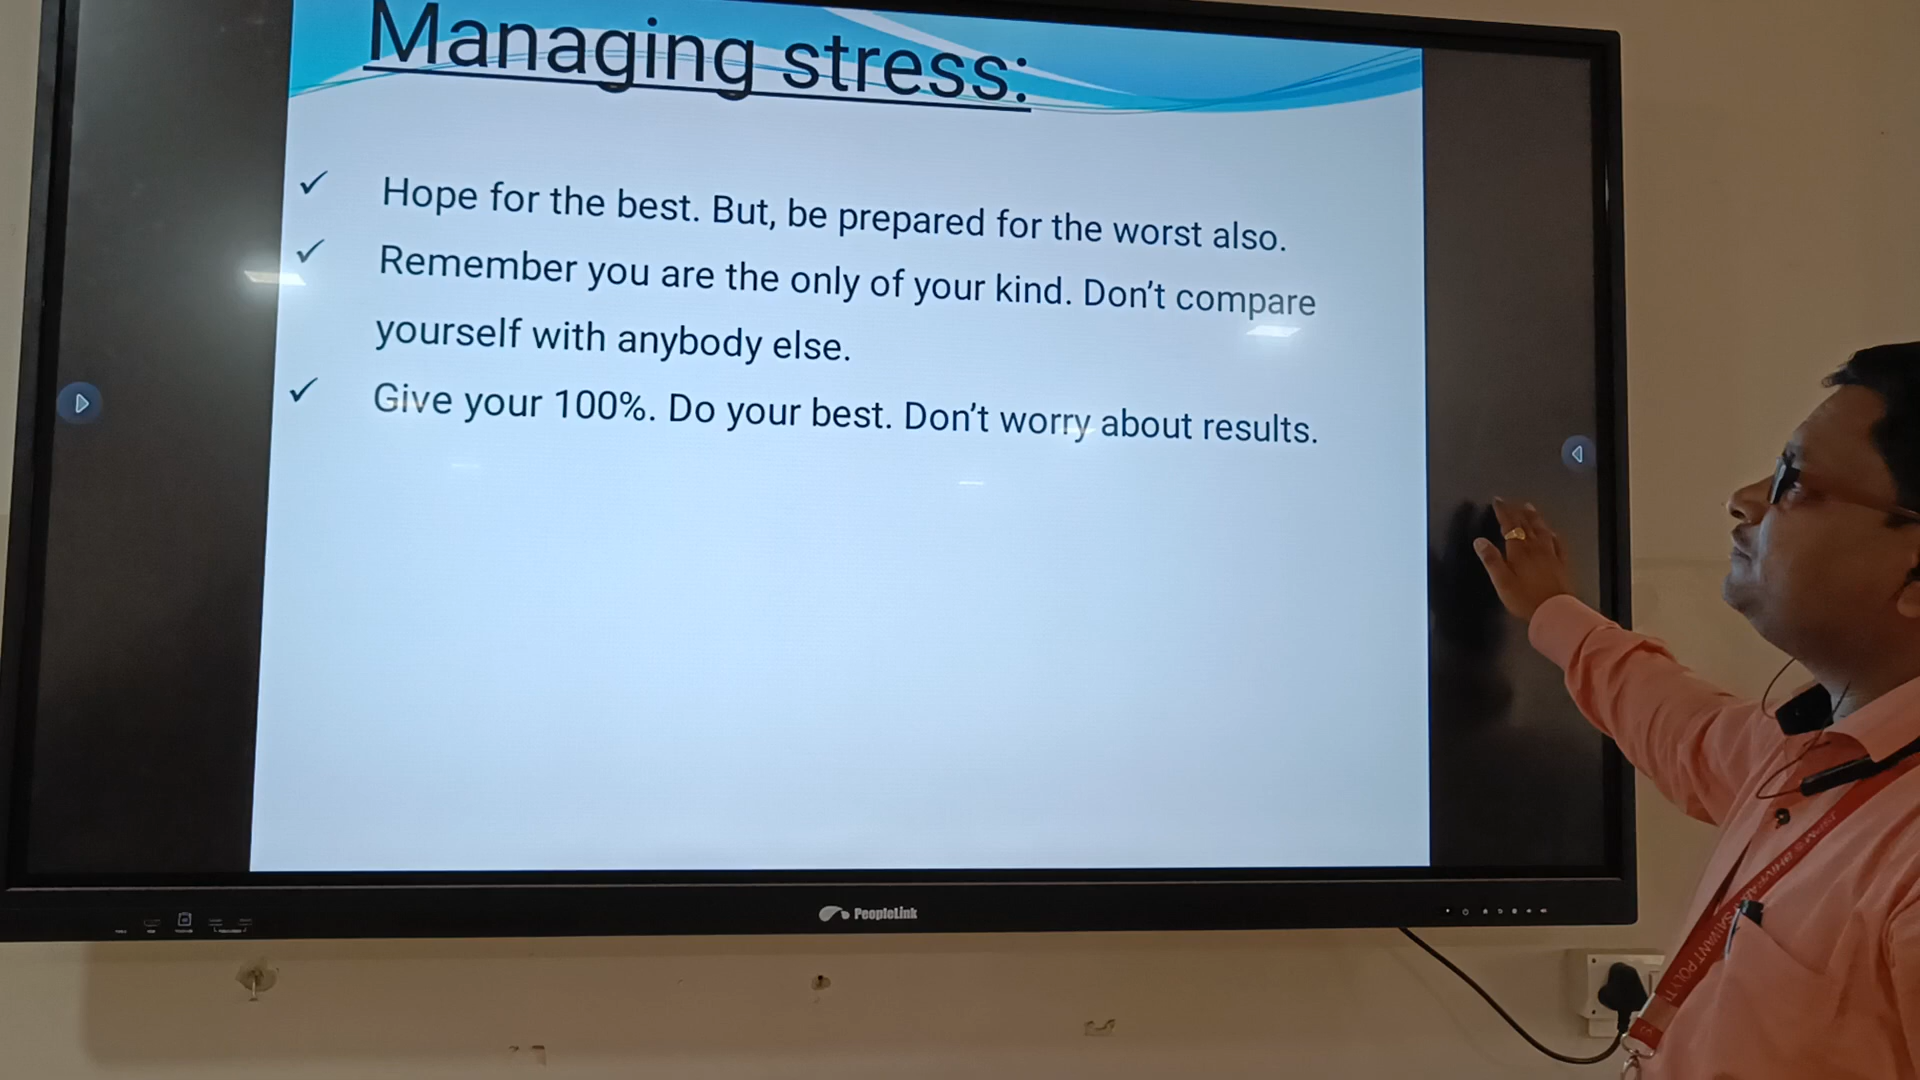 Managing stress:
✓ Hope for the best. But, be prepared for the worst also.
✓ Remember you are the only of your kind. Don't compare
yourself with anybody else.
✓ Give your 100%. Do your best. Don't worry about results.
PeopleLink
SAWANT POLYT